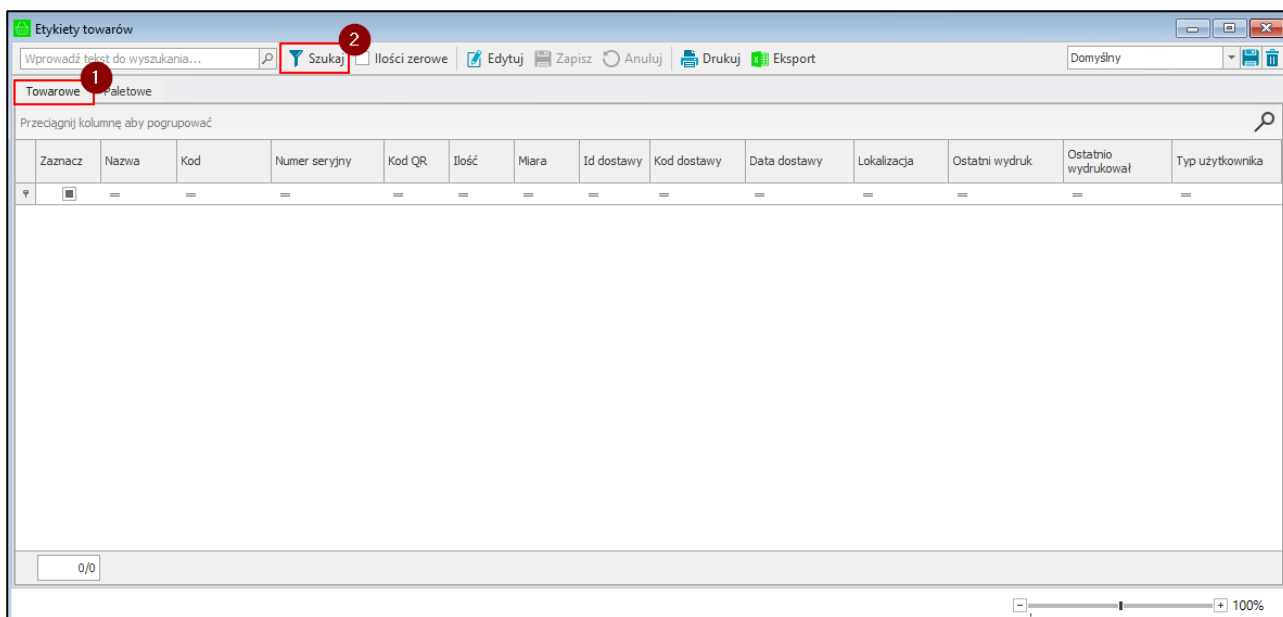 Etykiety towarów
2
Wprowadź tekst do wyszukania... Szukaj Ilości zerowe Edytuj Zapisz Anuluj Drukuj Eksport Domyślny
1
Towarowe Paletowe
Przeciągnij kolumnę aby pogrupować
Zaznacz Nazwa Kod Numer seryjny Kod QR Ilość Miara Id dostawy Kod dostawy Data dostawy Lokalizacja Ostatni wydruk Ostatnio wydrukował Typ użytkownika
= = = = = = = = = = = = =
0/0
100%